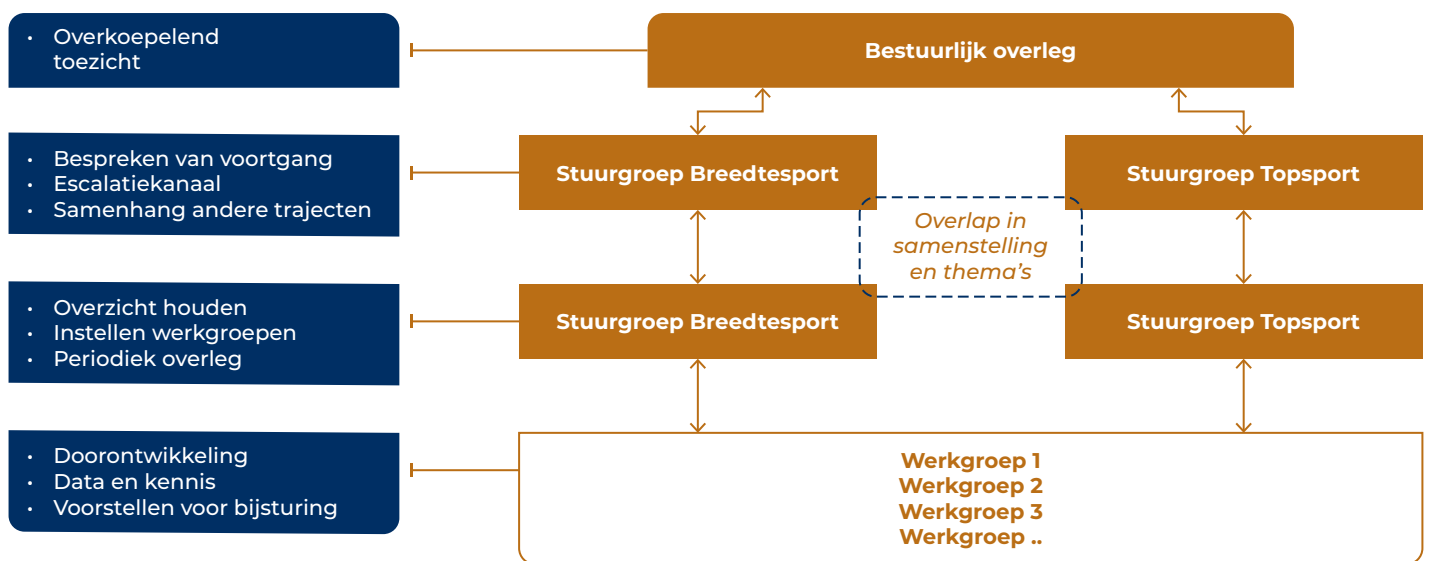 • Overkoepelend
toezicht
Bestuurlijk overleg
• Bespreken van voortgang
• Escalatiekanaal
• Samenhang andere trajecten
Stuurgroep Breedtesport
Stuurgroep Topsport
Overlap in
samenstelling
en thema’s
• Overzicht houden
• Instellen werkgroepen
• Periodiek overleg
Stuurgroep Breedtesport
Stuurgroep Topsport
• Doorontwikkeling
• Data en kennis
• Voorstellen voor bijsturing
Werkgroep 1
Werkgroep 2
Werkgroep 3
Werkgroep ..